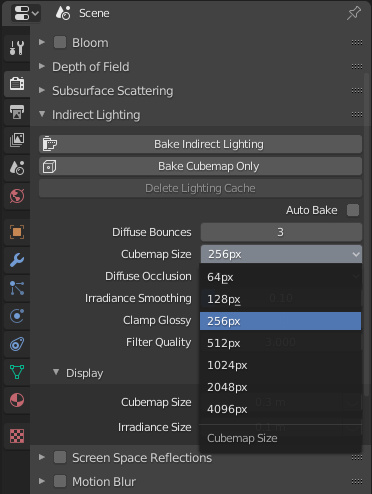 Scene
Bloom
Depth of Field
Subsurface Scattering
Indirect Lighting
Bake Indirect Lighting
Bake Cubemap Only
Delete Lighting Cache
Auto Bake
Diffuse Bounces 3
Cubemap Size 256px
Diffuse Occlusion 64px
128px
Irradiance Smoothing 0.10
Clamp Glossy 256px
Filter Quality 512px
Display 1024px
2048px
Cubemap Size 4096px
Irradiance Size
Cubemap Size
Screen Space Reflections
Motion Blur